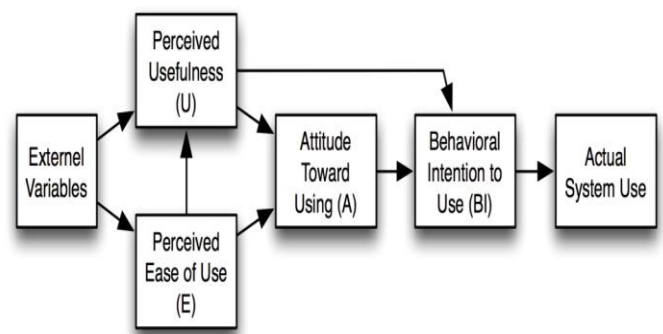 Externel
Variables
Perceived
Usefulness
(U)
Perceived
Ease of Use
(E)
Attitude
Toward
Using (A)
Behavioral
Intention to
Use (BI)
Actual
System Use